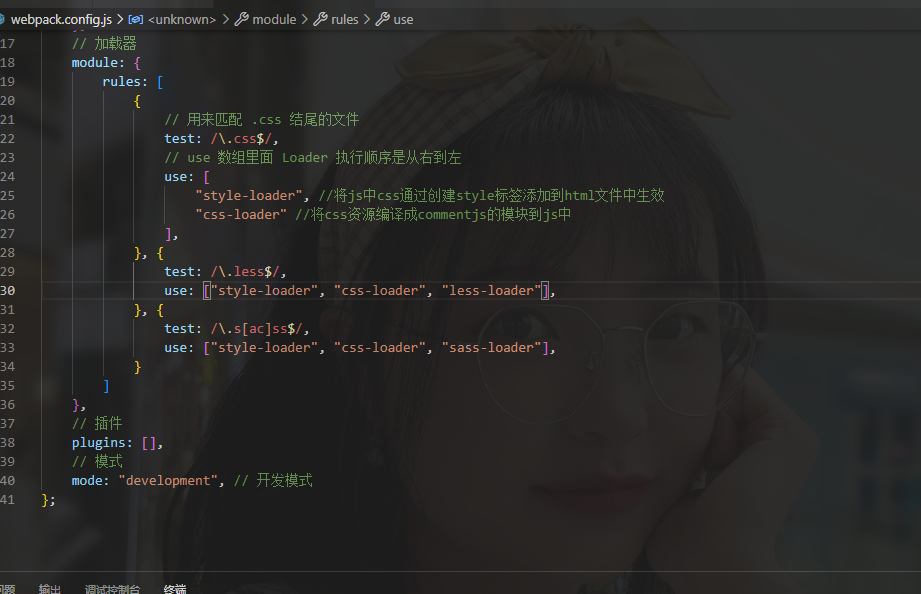 webpack.config.js > <unknown> > module > rules > use
17 // 加载器
18 module: {
19 rules: [
20 {
21 // 用来匹配 .css 结尾的文件
22 test: /\.css$/,
23 // use 数组里面 Loader 执行顺序是从右到左
24 use: [
25 "style-loader", //将js中css通过创建style标签添加到html文件中生效
26 "css-loader" //将css资源编译成commentjs的模块到js中
27 ],
28 }, {
29 test: /\.less$/,
30 use: ["style-loader", "css-loader", "less-loader"],
31 }, {
32 test: /\.s[ac]ss$/,
33 use: ["style-loader", "css-loader", "sass-loader"],
34 }
35 ]
36 },
37 // 插件
38 plugins: [],
39 // 模式
40 mode: "development", // 开发模式
41 };
输出 调试控制台 终端